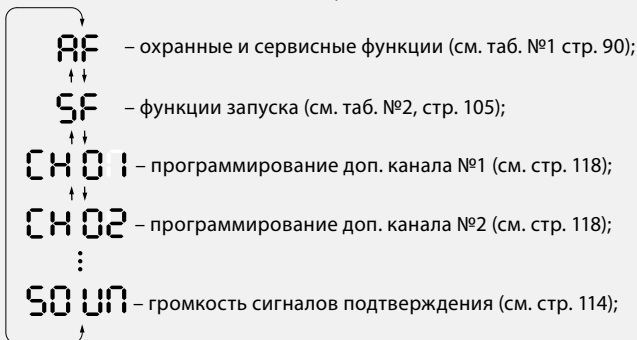 AF – охранные и сервисные функции (см. таб. №1 стр. 90);
SF – функции запуска (см. таб. №2, стр. 105);
CH 01 – программирование доп. канала №1 (см. стр. 118);
CH 02 – программирование доп. канала №2 (см. стр. 118);
SO UN – громкость сигналов подтверждения (см. стр. 114);